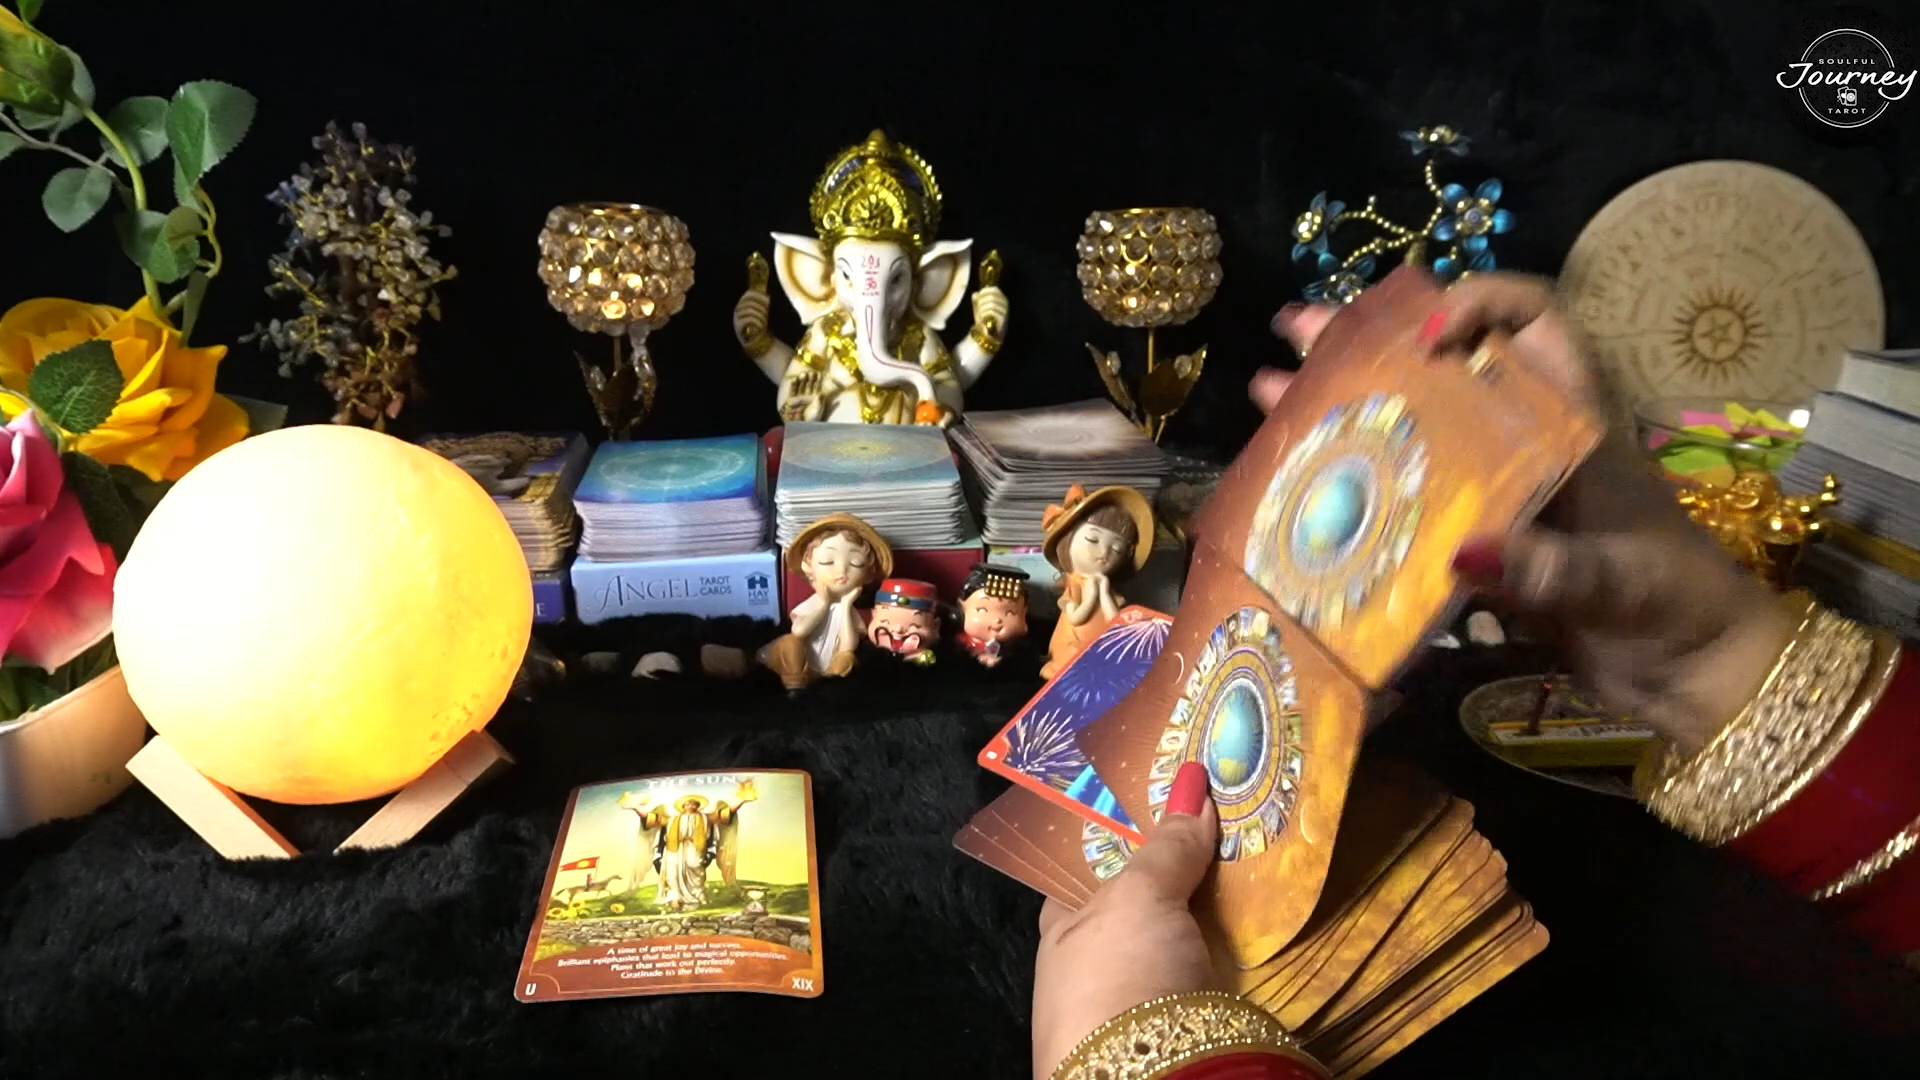 SOULFUL
Journey
TAROT
ANGEL TAROT CARDS
HAY HOUSE
THE SUN
A time of great joy and success.
Brilliant epiphanies that lead to magical opportunities.
Plans that work out perfectly.
Gratitude to the Divine.
U
XIX